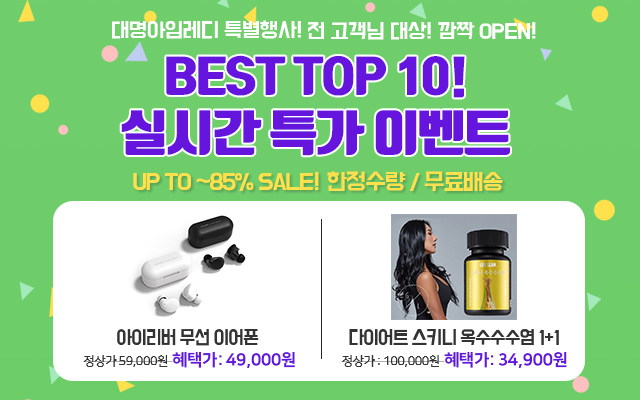 대명아임레디 특별행사! 전 고객님 대상! 깜짝 OPEN!
BEST TOP 10!
실시간 특가 이벤트
UP TO ~85% SALE! 한정수량 / 무료배송
아이리버 무선 이어폰
정상가 59,000원 혜택가: 49,000원
다이어트 스키니 옥수수수염 1+1
정상가 : 100,000원 혜택가: 34,900원